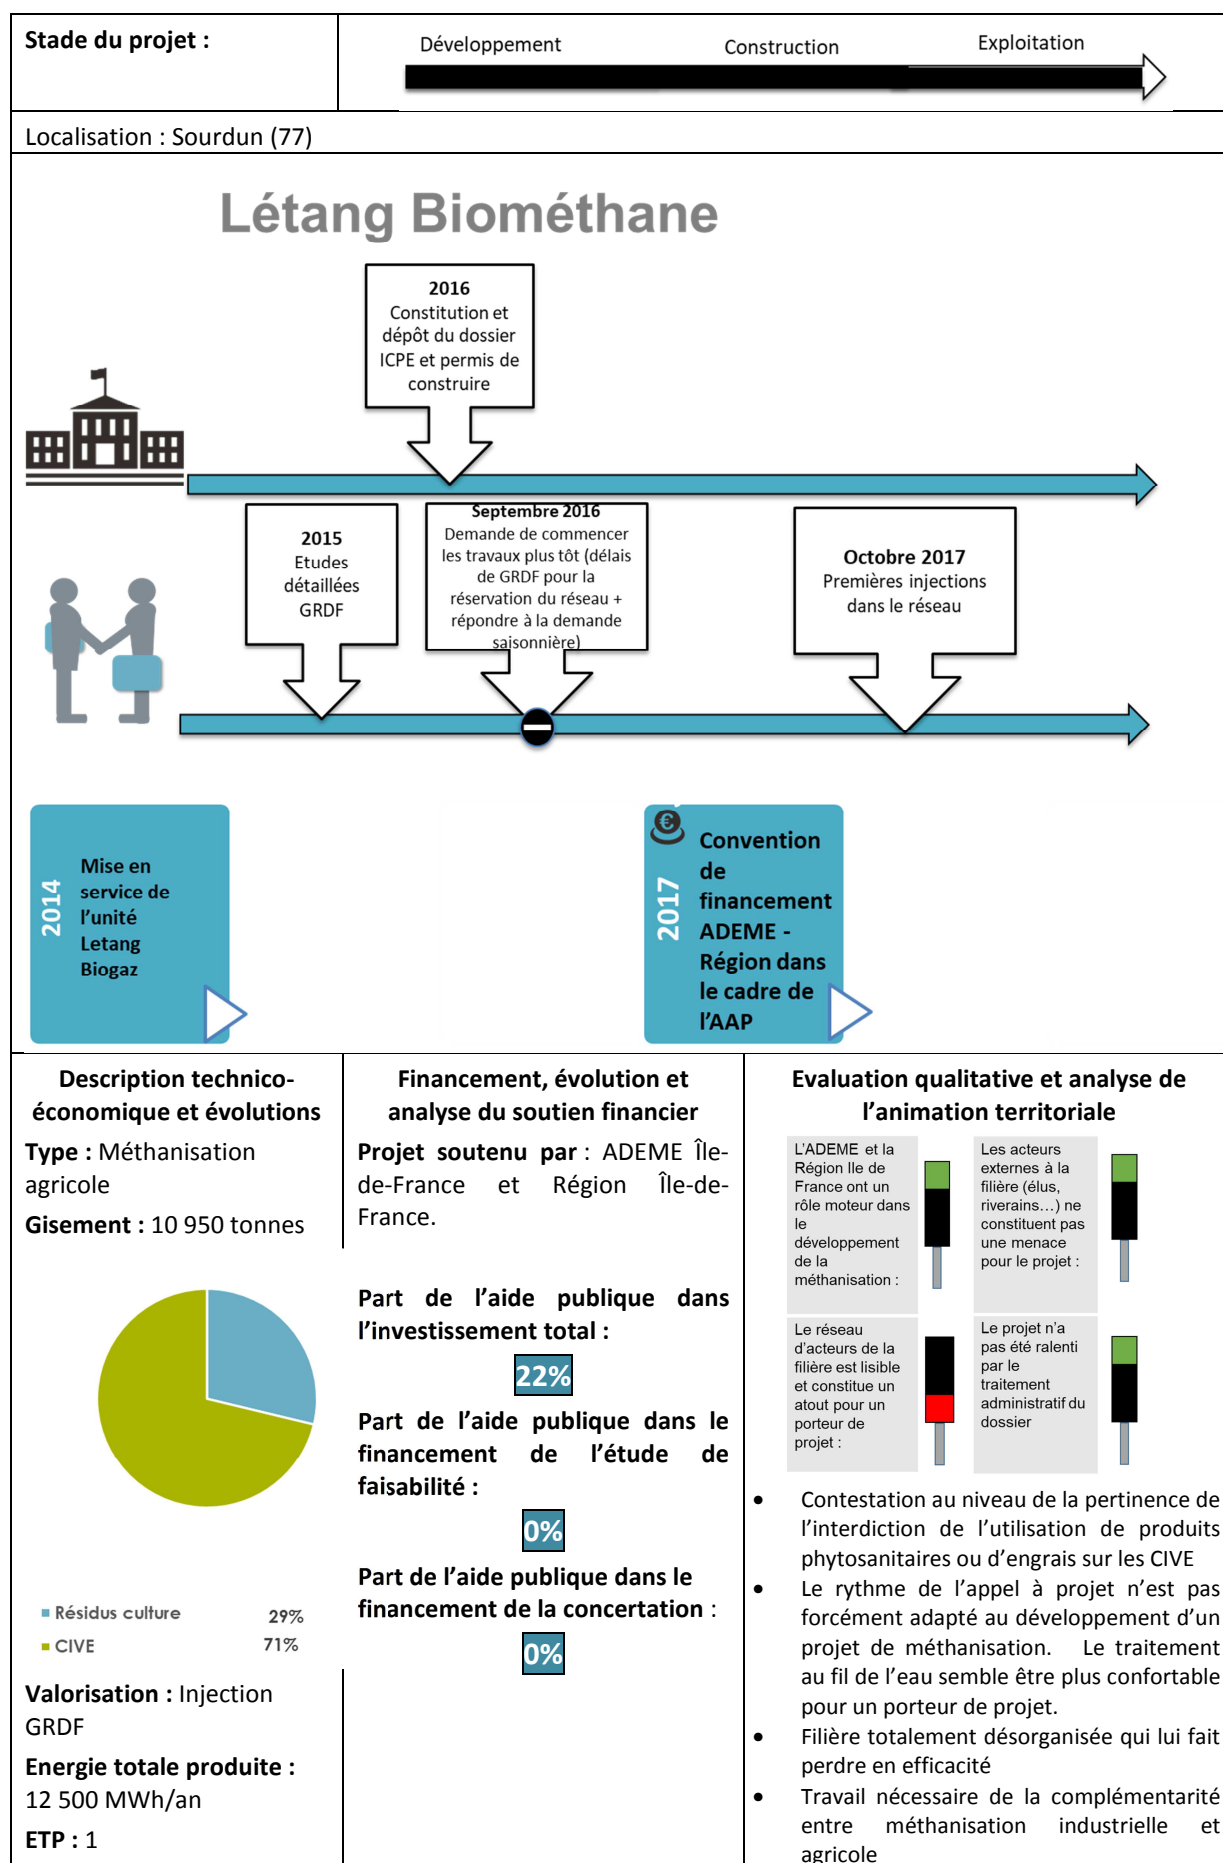 Stade du projet :
Développement
Construction
Exploitation
Localisation : Sourdun (77)
Létang Biométhane
2016
Constitution et
dépôt du dossier
ICPE et permis de
construire
2015
Etudes
détaillées
GRDF
Septembre 2016
Demande de commencer
les travaux plus tôt (délais
de GRDF pour la
réservation du réseau +
répondre à la demande
saisonnière)
Octobre 2017
Premières injections
dans le réseau
2014
Mise en
service de
l'unité
Letang
Biogaz
2017
Convention
de
financement
ADEME -
Région dans
le cadre de
l'AAP
Description technico-
économique et évolutions
Type : Méthanisation
agricole
Gisement : 10 950 tonnes
Résidus culture 29%
CIVE 71%
Valorisation : Injection
GRDF
Energie totale produite :
12 500 MWh/an
ETP : 1
Financement, évolution et
analyse du soutien financier
Projet soutenu par : ADEME Île-
de-France et Région Île-de-
France.
Part de l'aide publique dans
l'investissement total :
22%
Part de l'aide publique dans le
financement de l'étude de
faisabilité :
0%
Part de l'aide publique dans le
financement de la concertation :
0%
Evaluation qualitative et analyse de
l'animation territoriale
L'ADEME et la
Région Ile de
France ont un
rôle moteur dans
le
développement
de la
méthanisation :
Les acteurs
externes à la
filière (élus,
riverains…) ne
constituent pas
une menace
pour le projet :
Le réseau
d'acteurs de la
filière est lisible
et constitue un
atout pour un
porteur de
projet :
Le projet n'a
pas été ralenti
par le
traitement
administratif du
dossier
• Contestation au niveau de la pertinence de
l'interdiction de l'utilisation de produits
phytosanitaires ou d'engrais sur les CIVE
• Le rythme de l'appel à projet n'est pas
forcément adapté au développement d'un
projet de méthanisation. Le traitement
au fil de l'eau semble être plus confortable
pour un porteur de projet.
• Filière totalement désorganisée qui lui fait
perdre en efficacité
• Travail nécessaire de la complémentarité
entre méthanisation industrielle et
agricole